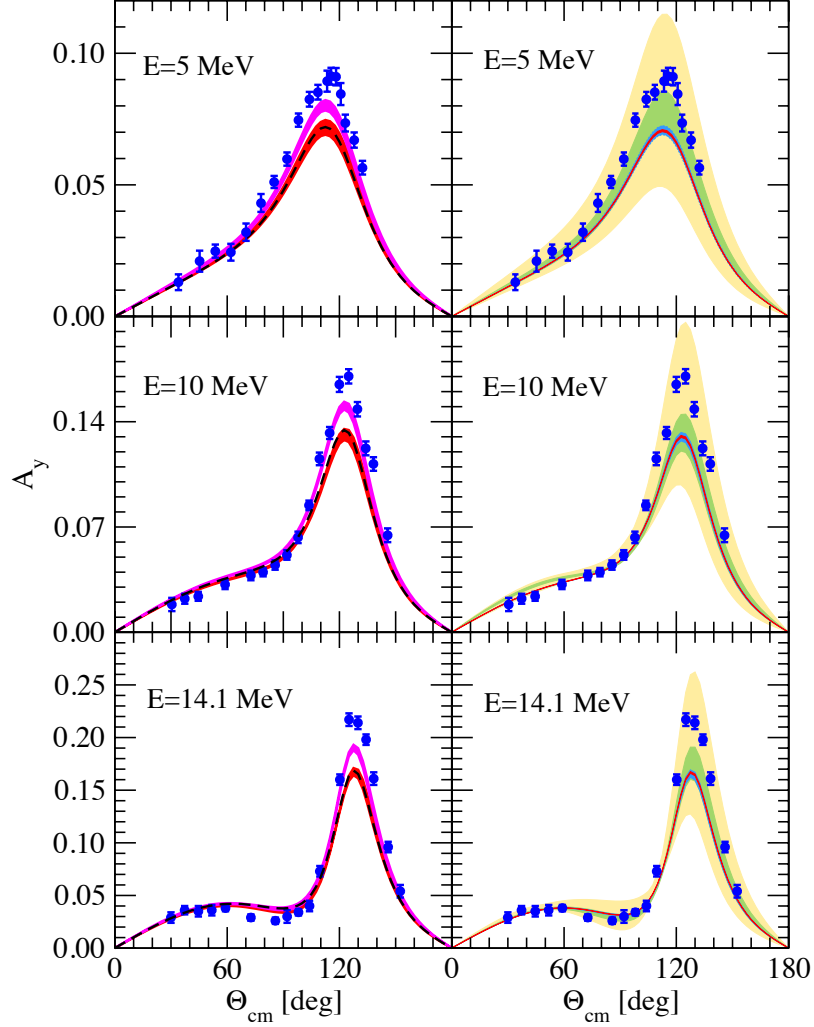 0.10
E=5 MeV
E=5 MeV
0.05
0.00
E=10 MeV
E=10 MeV
0.14
A_y
0.07
0.00
0.25
E=14.1 MeV
E=14.1 MeV
0.20
0.15
0.10
0.05
0.00
0 60 120 0 60 120 180
Θ_cm [deg] Θ_cm [deg]